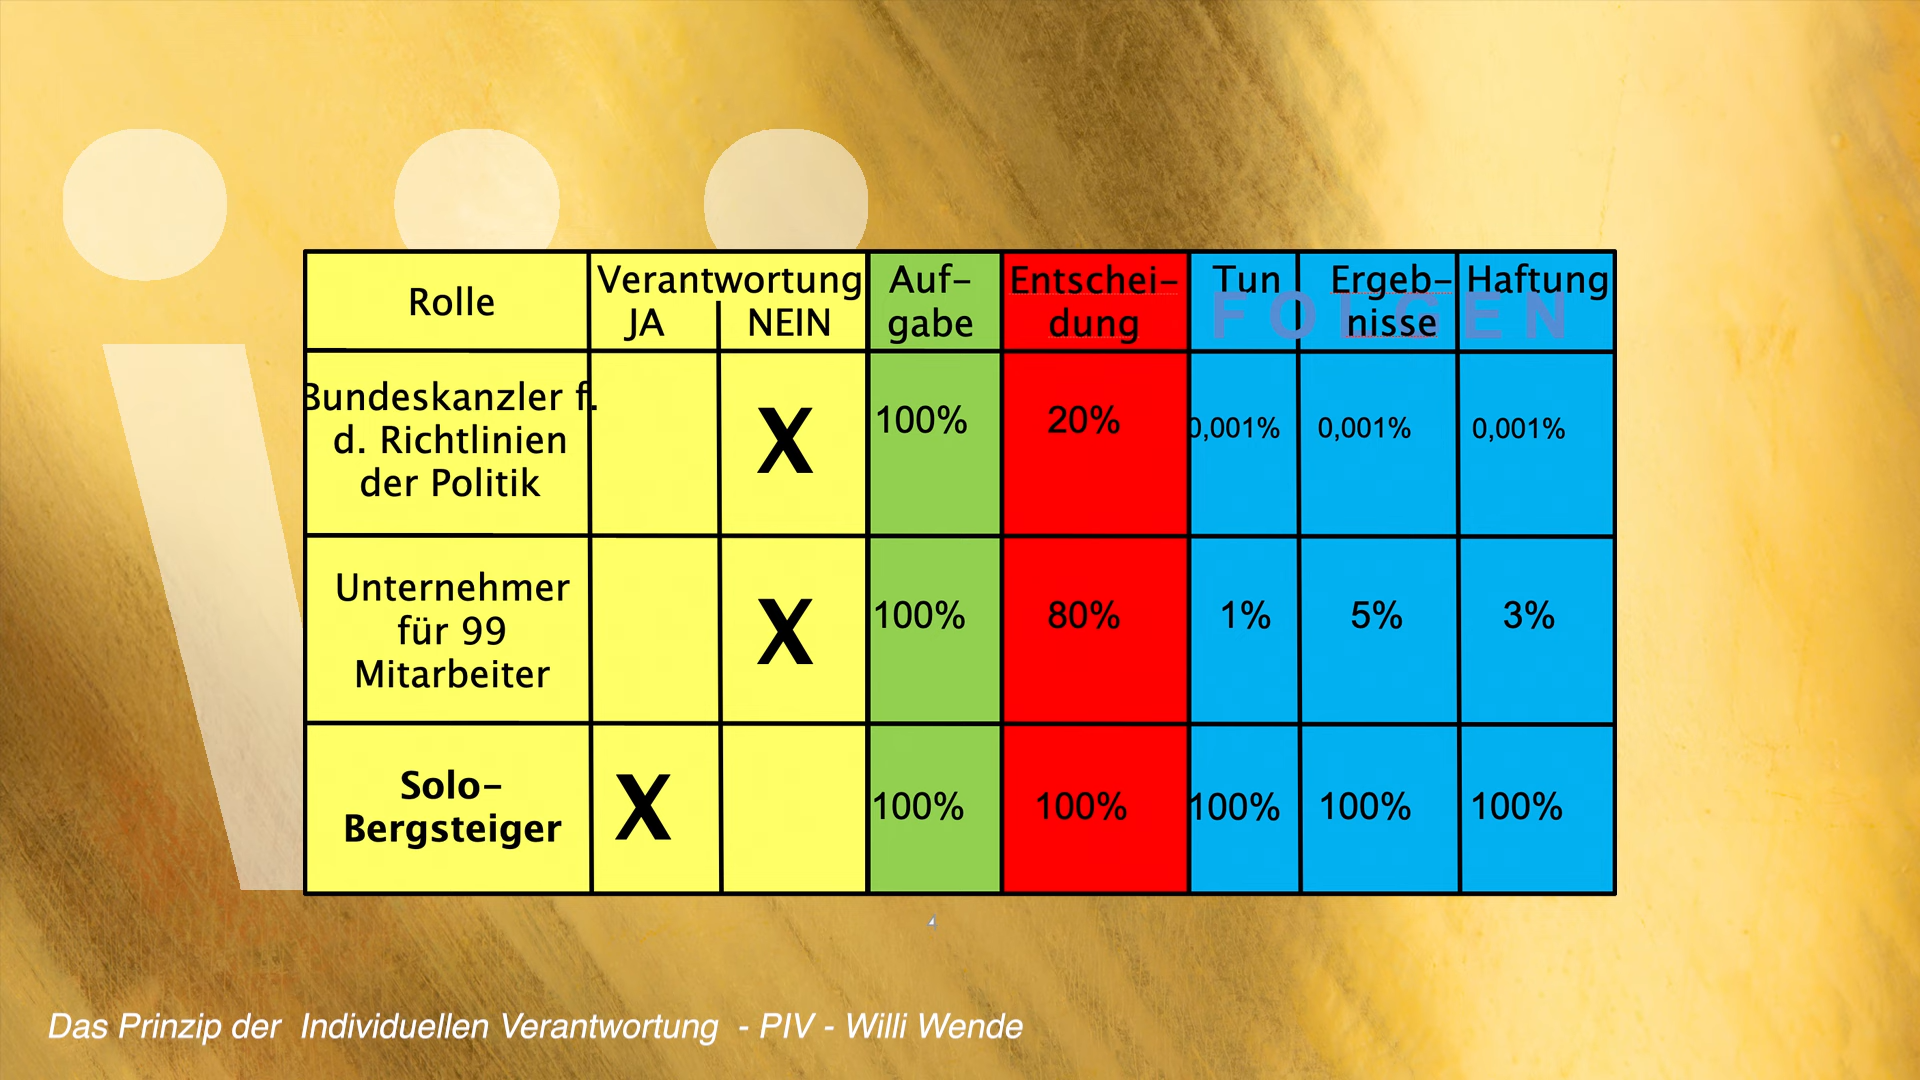 Rolle Verantwortung JA NEIN Auf-gabe Entschei-dung Tun Ergeb-nisse Haftung
FOLGEN
Bundeskanzler f.
d. Richtlinien
der Politik
X 100% 20% 0,001% 0,001% 0,001%
Unternehmer
für 99
Mitarbeiter
X 100% 80% 1% 5% 3%
Solo-
Bergsteiger
X 100% 100% 100% 100% 100%
Das Prinzip der  Individuellen Verantwortung  - PIV - Willi Wende